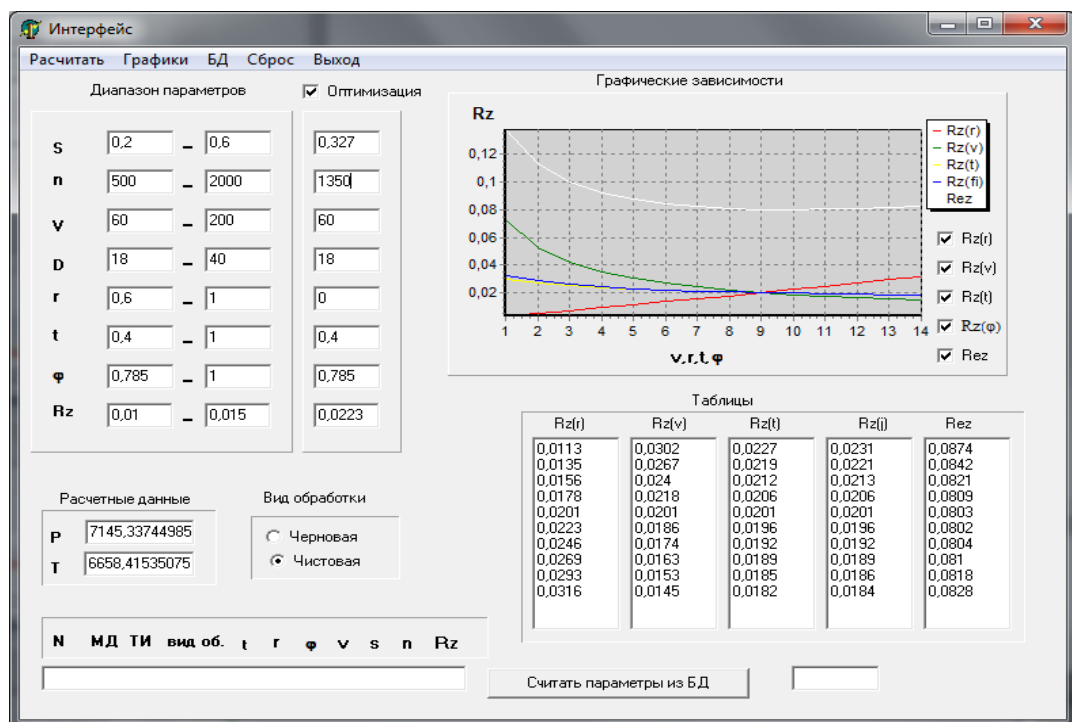 Интерфейс
Расчитать Графики БД Сброс Выход
Диапазон параметров
Оптимизация
S 0,2 – 0,6 0,327
n 500 – 2000 1350
v 60 – 200 60
D 18 – 40 18
r 0,6 – 1 0
t 0,4 – 1 0,4
φ 0,785 – 1 0,785
Rz 0,01 – 0,015 0,0223
Графические зависимости
Rz
0,12
0,1
0,08
0,06
0,04
0,02
1 2 3 4 5 6 7 8 9 10 11 12 13 14
v,r,t,φ
Rz(r)
Rz(v)
Rz(t)
Rz(fi)
Rez
Rz(r)
Rz(v)
Rz(t)
Rz(φ)
Rez
Таблицы
Rz(r) Rz(v) Rz(t) Rz(j) Rez
0,0113 0,0302 0,0227 0,0231 0,0874
0,0135 0,0267 0,0219 0,0221 0,0842
0,0156 0,024 0,0212 0,0213 0,0821
0,0178 0,0218 0,0206 0,0206 0,0809
0,0201 0,0201 0,0201 0,0201 0,0803
0,0223 0,0186 0,0196 0,0196 0,0802
0,0246 0,0174 0,0192 0,0192 0,0804
0,0269 0,0163 0,0189 0,0189 0,081
0,0293 0,0153 0,0185 0,0186 0,0818
0,0316 0,0145 0,0182 0,0184 0,0828
Расчетные данные
P 7145,33744985
T 6658,41535075
Вид обработки
Черновая
Чистовая
N МД ТИ вид об. t r φ v s n Rz
Считать параметры из БД